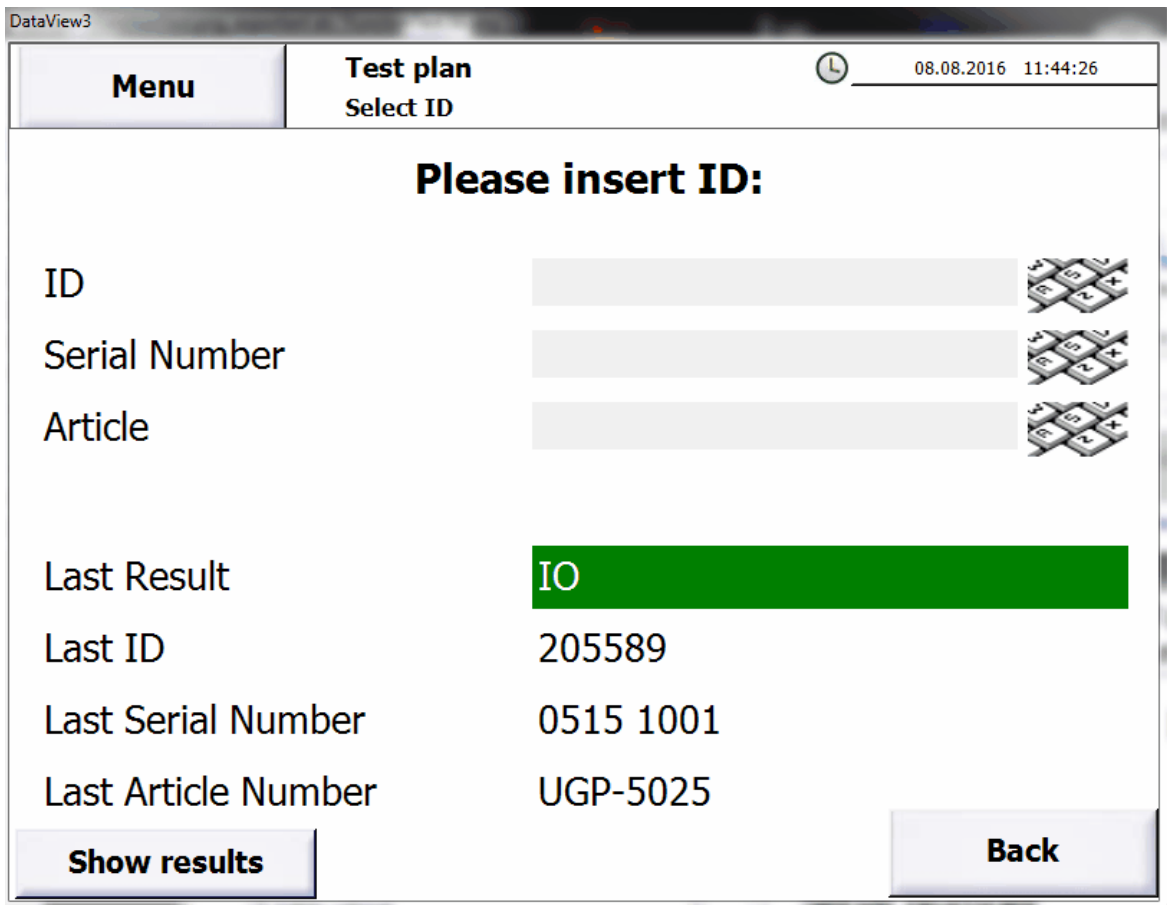 DataView3
Menu
Test plan
Select ID
08.08.2016 11:44:26
Please insert ID:
ID
Serial Number
Article
Last Result IO
Last ID 205589
Last Serial Number 0515 1001
Last Article Number UGP-5025
Show results
Back